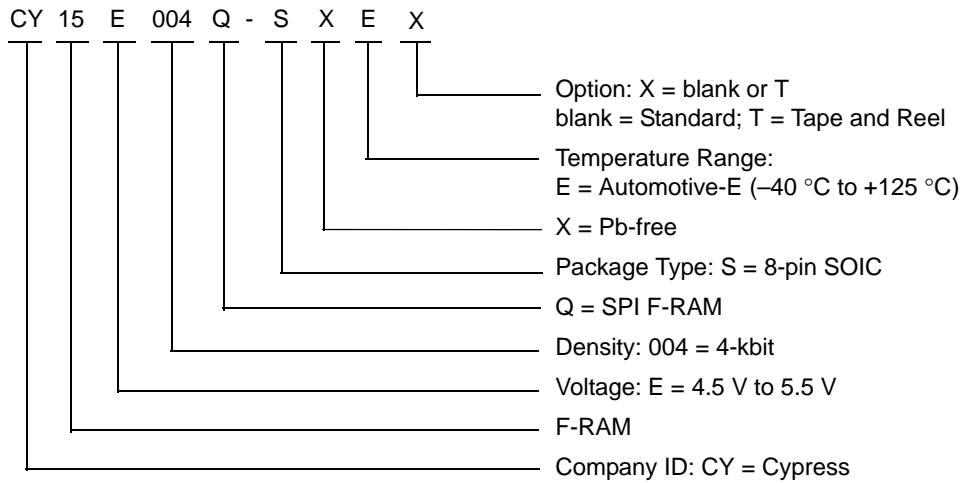 CY 15 E 004 Q - S X E X
Option: X = blank or T
blank = Standard; T = Tape and Reel
Temperature Range:
E = Automotive-E (–40 °C to +125 °C)
X = Pb-free
Package Type: S = 8-pin SOIC
Q = SPI F-RAM
Density: 004 = 4-kbit
Voltage: E = 4.5 V to 5.5 V
F-RAM
Company ID: CY = Cypress